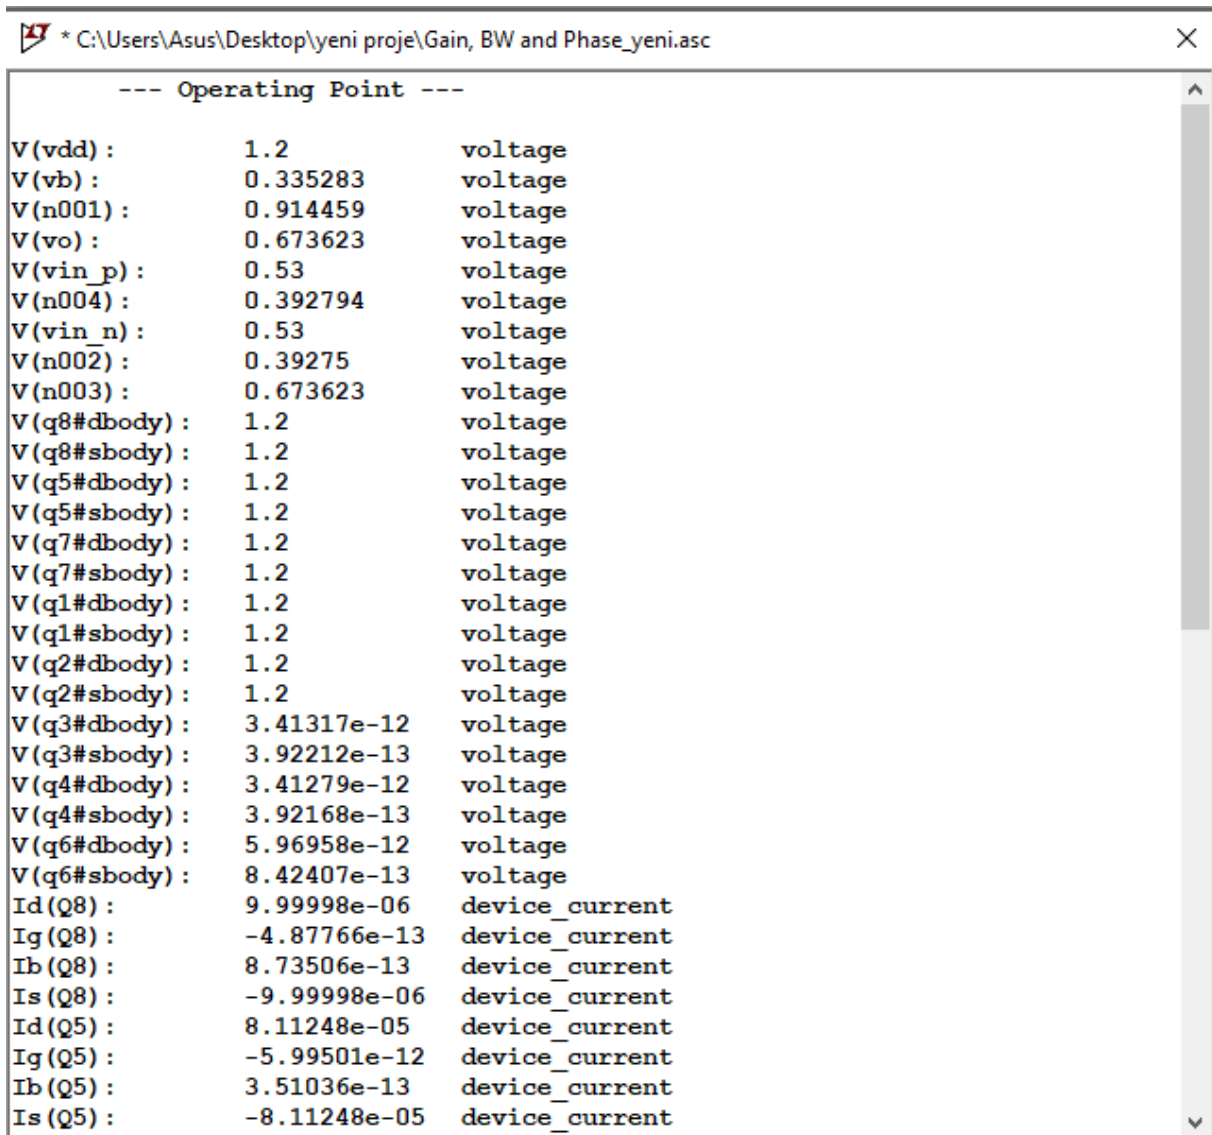 * C:\Users\Asus\Desktop\yeni proje\Gain, BW and Phase_yeni.asc
--- Operating Point ---
V(vdd): 1.2 voltage
V(vb): 0.335283 voltage
V(n001): 0.914459 voltage
V(vo): 0.673623 voltage
V(vin_p): 0.53 voltage
V(n004): 0.392794 voltage
V(vin_n): 0.53 voltage
V(n002): 0.39275 voltage
V(n003): 0.673623 voltage
V(q8#dbody): 1.2 voltage
V(q8#sbody): 1.2 voltage
V(q5#dbody): 1.2 voltage
V(q5#sbody): 1.2 voltage
V(q7#dbody): 1.2 voltage
V(q7#sbody): 1.2 voltage
V(q1#dbody): 1.2 voltage
V(q1#sbody): 1.2 voltage
V(q2#dbody): 1.2 voltage
V(q2#sbody): 1.2 voltage
V(q3#dbody): 3.41317e-12 voltage
V(q3#sbody): 3.92212e-13 voltage
V(q4#dbody): 3.41279e-12 voltage
V(q4#sbody): 3.92168e-13 voltage
V(q6#dbody): 5.96958e-12 voltage
V(q6#sbody): 8.42407e-13 voltage
Id(Q8): 9.99998e-06 device_current
Ig(Q8): -4.87766e-13 device_current
Ib(Q8): 8.73506e-13 device_current
Is(Q8): -9.99998e-06 device_current
Id(Q5): 8.11248e-05 device_current
Ig(Q5): -5.99501e-12 device_current
Ib(Q5): 3.51036e-13 device_current
Is(Q5): -8.11248e-05 device_current